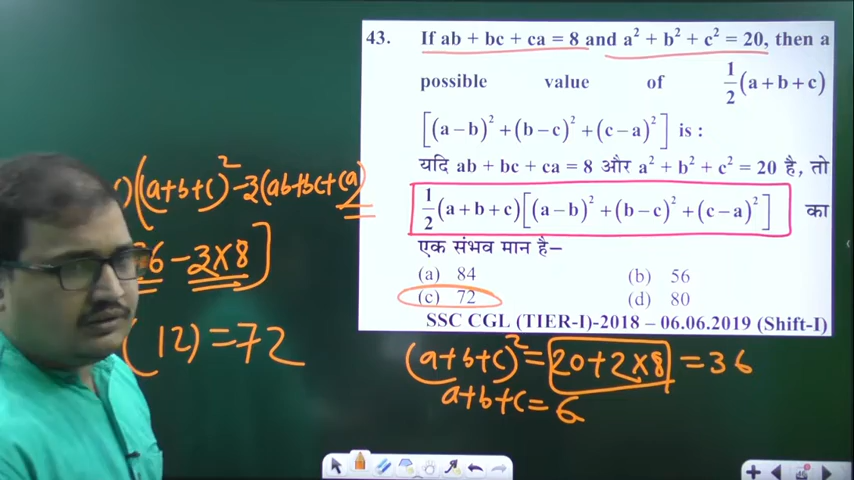 43. If ab + bc + ca = 8 and a² + b² + c² = 20, then a
possible value of 1/2 (a + b + c)
[(a − b)² + (b − c)² + (c − a)²] is :
यदि ab + bc + ca = 8 और a² + b² + c² = 20 है, तो
1/2 (a + b + c) [(a − b)² + (b − c)² + (c − a)²] का
एक संभव मान है–
(a) 84 (b) 56
(c) 72 (d) 80
SSC CGL (TIER-I)-2018 – 06.06.2019 (Shift-I)
)((a+b+c)² − 3(ab+bc+ca)
6 − 3×8]
(12) = 72
(a+b+c)² = 20+2×8 = 36
a+b+c = 6